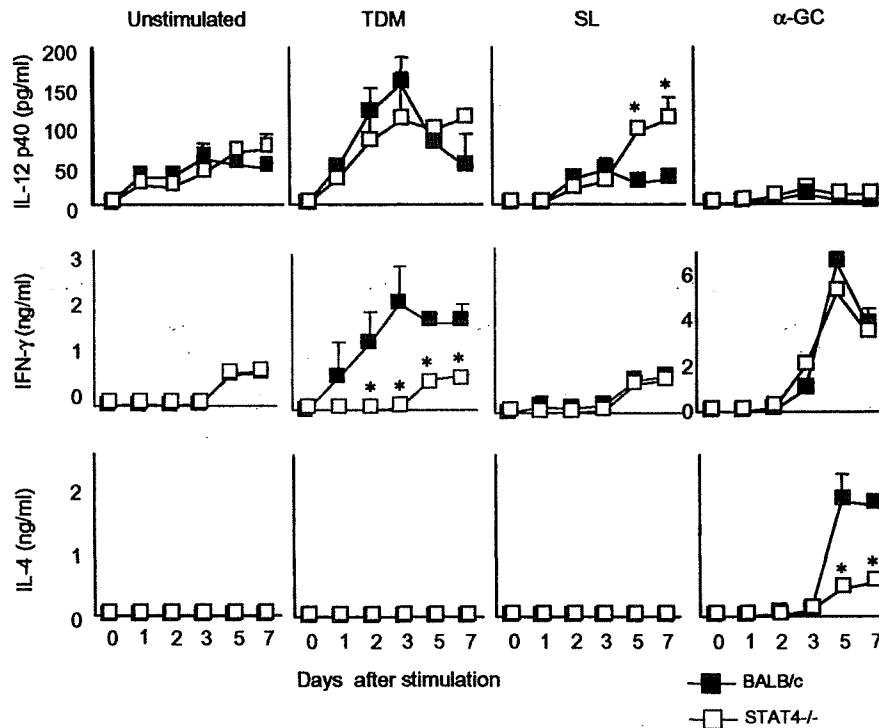 Unstimulated TDM SL α-GC
IL-12 p40 (pg/ml)
200
150
100
50
0
* *
IFN-γ (ng/ml)
3
2
1
0
* * * *
6
4
2
0
IL-4 (ng/ml)
2
1
0
* *
0 1 2 3 5 7 0 1 2 3 5 7 0 1 2 3 5 7 0 1 2 3 5 7
Days after stimulation
BALB/c
STAT4-/-